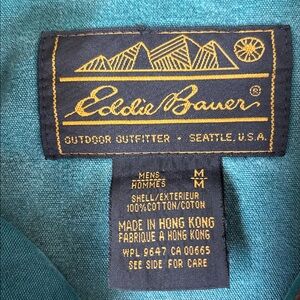 Eddie Bauer®
OUTDOOR OUTFITTER • SEATTLE, U.S.A.
MENS M
HOMMES M
SHELL/EXTERIEUR
100% COTTON/COTON
MADE IN HONG KONG
FABRIQUE A HONG KONG
WPL 9647 CA 00665
SEE SIDE FOR CARE